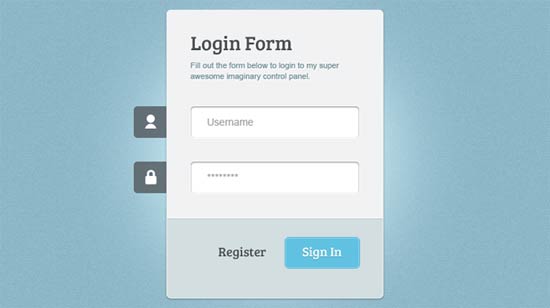 Login Form
Fill out the form below to login to my super
awesome imaginary control panel.
Username
********
Register
Sign In